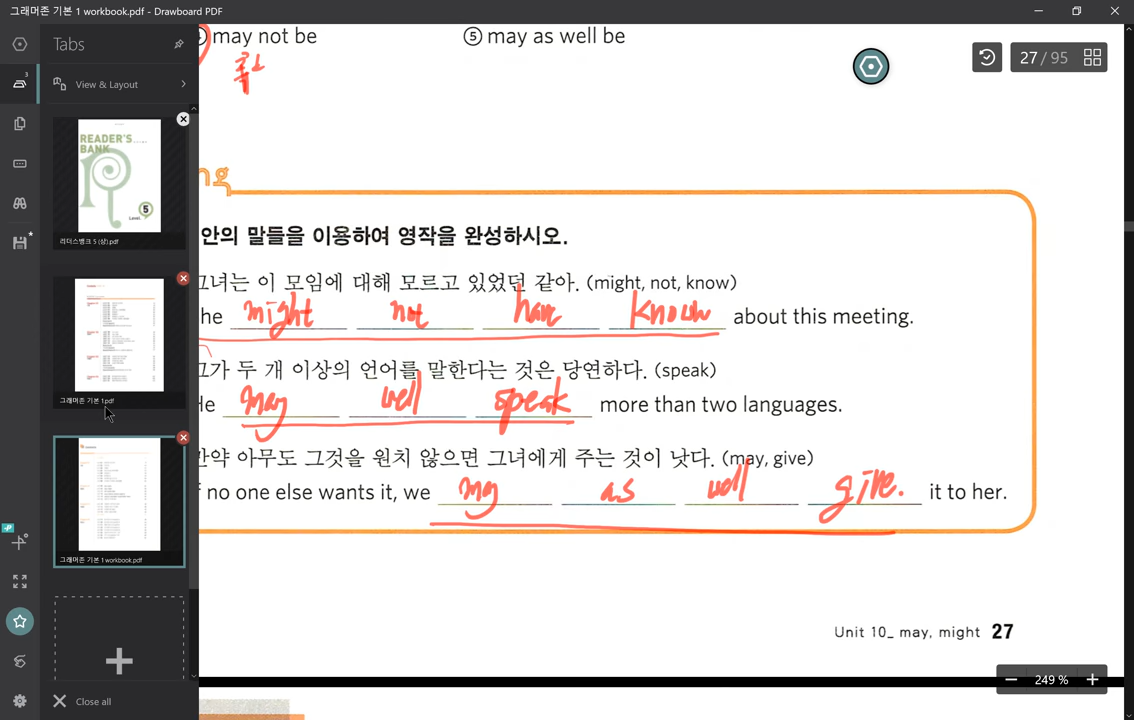 그래머존 기본 1 workbook.pdf - Drawboard PDF
Tabs
may not be
⑤ may as well be
27 / 95
3
View & Layout
READER'S
BANK
Level. 5
리더스뱅크 5 (상).pdf
안의 말들을 이용하여 영작을 완성하시오.
그녀는 이 모임에 대해 모르고 있었던 같아. (might, not, know)
he might not have know about this meeting.
그가 두 개 이상의 언어를 말한다는 것은 당연하다. (speak)
He may well speak more than two languages.
그래머존 기본 1.pdf
만약 아무도 그것을 원치 않으면 그녀에게 주는 것이 낫다. (may, give)
f no one else wants it, we may as well give. it to her.
그래머존 기본 1 workbook.pdf
Unit 10_ may, might 27
249 %
Close all